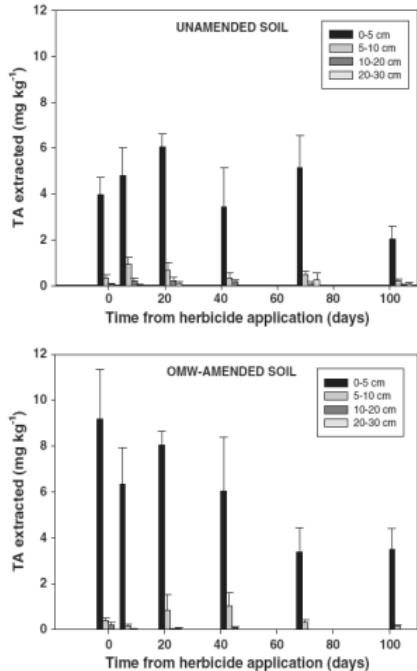 12
UNAMENDED SOIL
0-5 cm
5-10 cm
10-20 cm
20-30 cm
10
8
6
4
2
0
TA extracted (mg kg⁻¹)
0 20 40 60 80 100
Time from herbicide application (days)
12
OMW-AMENDED SOIL
0-5 cm
5-10 cm
10-20 cm
20-30 cm
10
8
6
4
2
0
TA extracted (mg kg⁻¹)
0 20 40 60 80 100
Time from herbicide application (days)